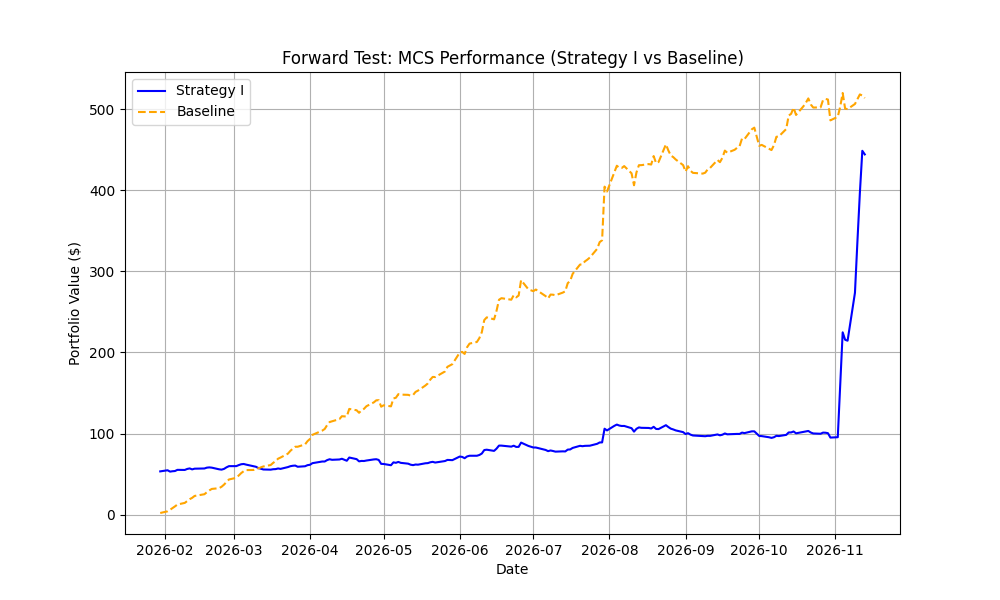 Forward Test: MCS Performance (Strategy I vs Baseline)
Strategy I
Baseline
Portfolio Value ($)
500
400
300
200
100
0
2026-02 2026-03 2026-04 2026-05 2026-06 2026-07 2026-08 2026-09 2026-10 2026-11
Date